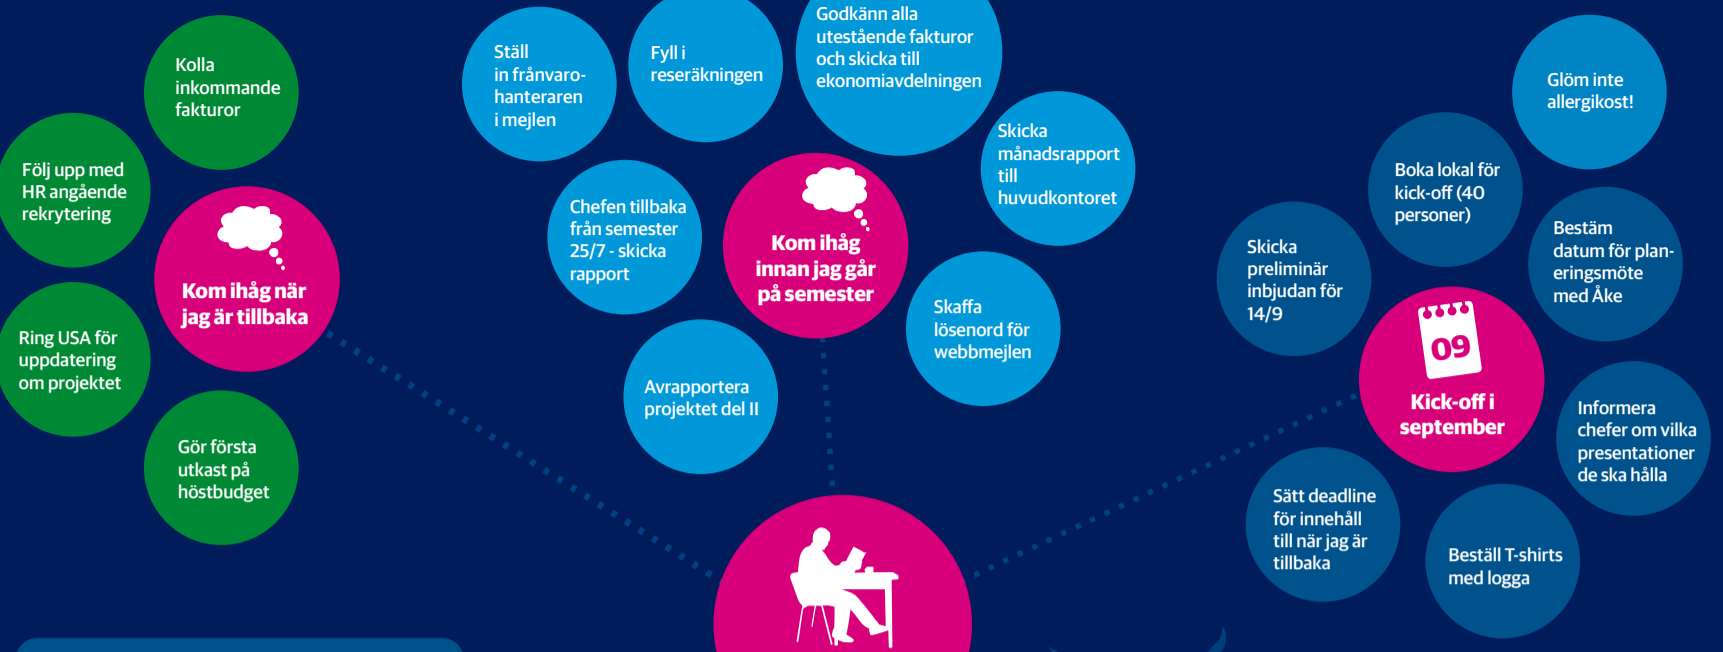 Kolla
inkommande
fakturor
Följ upp med
HR angående
rekrytering
Kom ihåg när
jag är tillbaka
Ring USA för
uppdatering
om projektet
Gör första
utkast på
höstbudget
Ställ
in frånvaro-
hanteraren
i mejlen
Fyll i
reseräkningen
Godkänn alla
utestående fakturor
och skicka till
ekonomiavdelningen
Skicka
månadsrapport
till
huvudkontoret
Chefen tillbaka
från semester
25/7 - skicka
rapport
Kom ihåg
innan jag går
på semester
Skaffa
lösenord för
webbmejlen
Avrapportera
projektet del II
Glöm inte
allergikost!
Boka lokal för
kick-off (40
personer)
Bestäm
datum för plan-
eringsmöte
med Åke
Skicka
preliminär
inbjudan för
14/9
09
Kick-off i
september
Informera
chefer om vilka
presentationer
de ska hålla
Sätt deadline
för innehåll
till när jag är
tillbaka
Beställ T-shirts
med logga